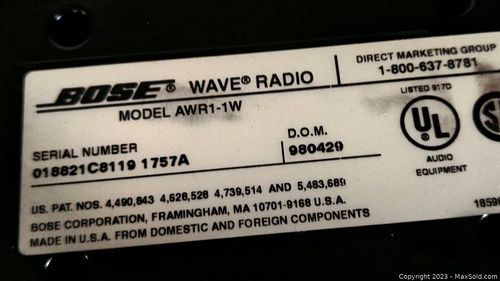 BOSE® WAVE® RADIO
MODEL AWR1-1W
DIRECT MARKETING GROUP
1-800-637-8781
SERIAL NUMBER
018821C8119 1757A
D.O.M.
980429
LISTED 917D
UL
AUDIO
EQUIPMENT
US. PAT. NOS. 4,490,843 4,628,528 4,739,514 AND 5,483,689
BOSE CORPORATION, FRAMINGHAM, MA 10701-9168 U.S.A.
MADE IN U.S.A. FROM DOMESTIC AND FOREIGN COMPONENTS
Copyright 2023 - MaxSold.com